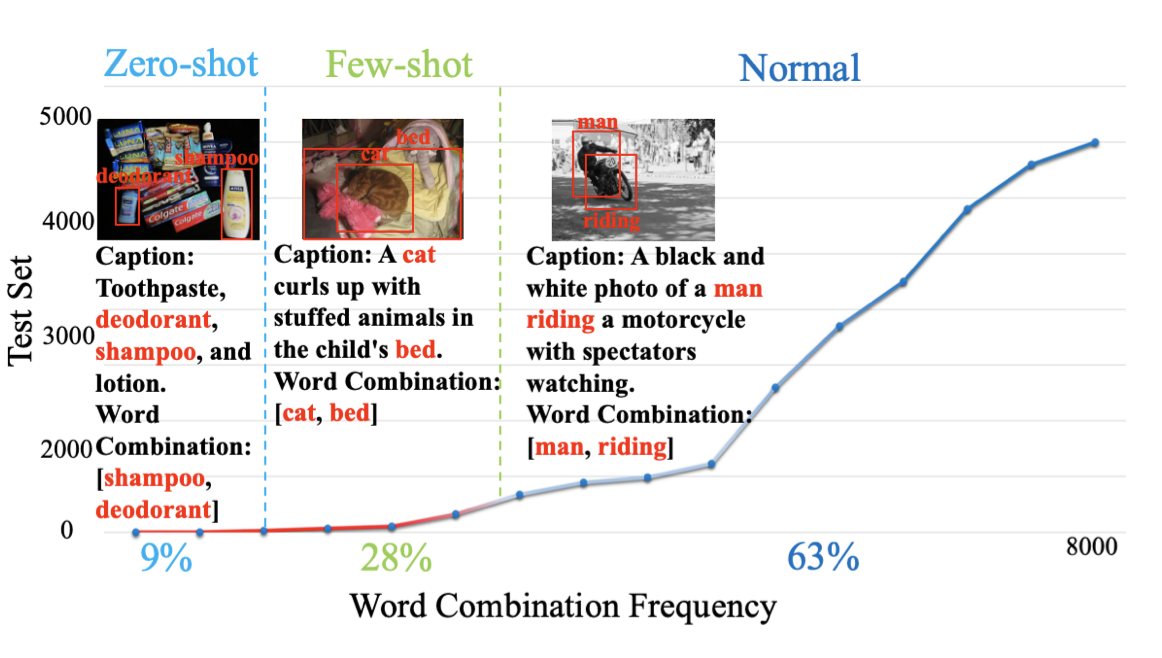 Zero-shot
Few-shot
Normal
5000
4000
3000
2000
0
Test Set
shampoo
deodorant
Colgate
Colgate
NIVEA
Caption:
Toothpaste,
deodorant,
shampoo, and
lotion.
Word
Combination:
[shampoo,
deodorant]
bed
cat
Caption: A cat
curls up with
stuffed animals in
the child's bed.
Word Combination:
[cat, bed]
man
riding
Caption: A black and
white photo of a man
riding a motorcycle
with spectators
watching.
Word Combination:
[man, riding]
9%
28%
63%
8000
Word Combination Frequency